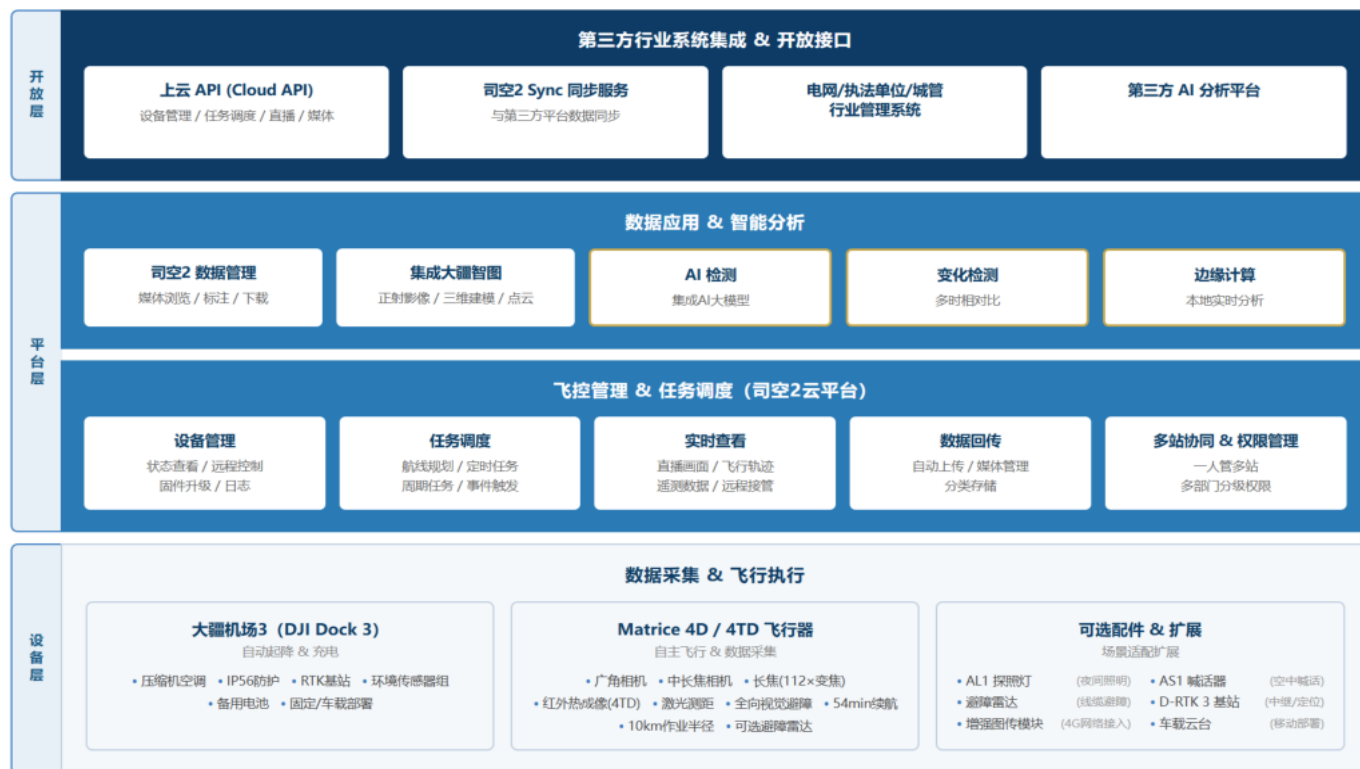 开放层
第三方行业系统集成 & 开放接口
上云 API (Cloud API)
设备管理 / 任务调度 / 直播 / 媒体
司空2 Sync 同步服务
与第三方平台数据同步
电网/执法单位/城管
行业管理系统
第三方 AI 分析平台
平台层
数据应用 & 智能分析
司空2 数据管理
媒体浏览 / 标注 / 下载
集成大疆智图
正射影像 / 三维建模 / 点云
AI 检测
集成AI大模型
变化检测
多时相对比
边缘计算
本地实时分析
飞控管理 & 任务调度（司空2云平台）
设备管理
状态查看 / 远程控制
固件升级 / 日志
任务调度
航线规划 / 定时任务
周期任务 / 事件触发
实时查看
直播画面 / 飞行轨迹
遥测数据 / 远程接管
数据回传
自动上传 / 媒体管理
分类存储
多站协同 & 权限管理
一人管多站
多部门分级权限
设备层
数据采集 & 飞行执行
大疆机场3（DJI Dock 3）
自动起降 & 充电
• 压缩机空调 • IP56防护 • RTK基站 • 环境传感器组
• 备用电池 • 固定/车载部署
Matrice 4D / 4TD 飞行器
自主飞行 & 数据采集
• 广角相机 • 中长焦相机 • 长焦(112×变焦)
• 红外热成像(4TD) • 激光测距 • 全向视觉避障 • 54min续航
• 10km作业半径 • 可选避障雷达
可选配件 & 扩展
场景适配扩展
• AL1 探照灯 (夜间照明) • AS1 喊话器 (空中喊话)
• 避障雷达 (线缆避障) • D-RTK 3 基站 (中继/定位)
• 增强图传模块 (4G网络接入) • 车载云台 (移动部署)